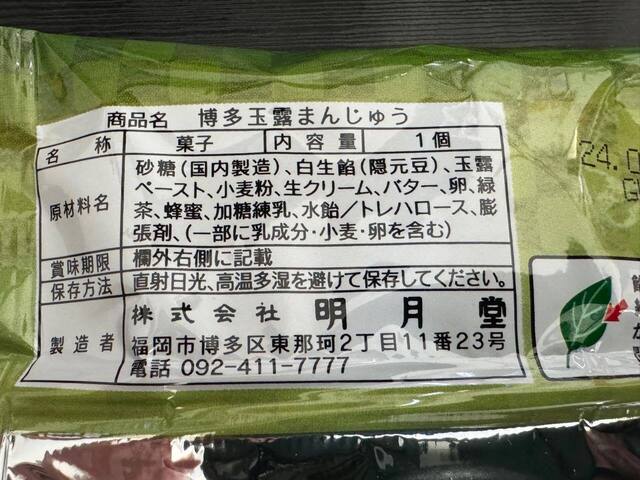 商品名 博多玉露まんじゅう
名称 菓子 内容量 1個
原材料名 砂糖(国内製造)、白生餡(隠元豆)、玉露
ペースト、小麦粉、生クリーム、バター、卵、緑
茶、蜂蜜、加糖練乳、水飴/トレハロース、膨
張剤、(一部に乳成分・小麦・卵を含む)
賞味期限 欄外右側に記載
保存方法 直射日光、高温多湿を避けて保存してください。
製造者 株式会社 明月堂
福岡市博多区東那珂2丁目11番23号
電話 092-411-7777
24.0